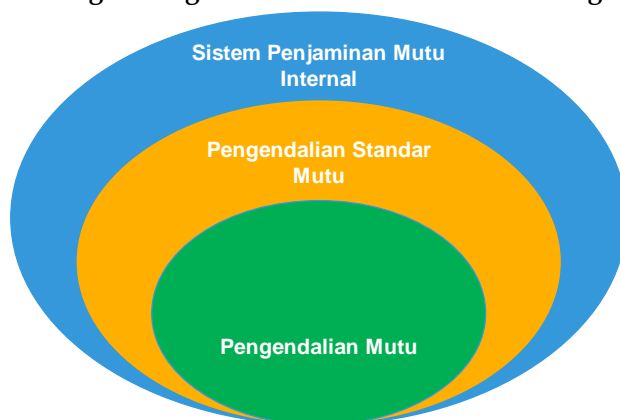 Sistem Penjaminan Mutu
Internal
Pengendalian Standar
Mutu
Pengendalian Mutu